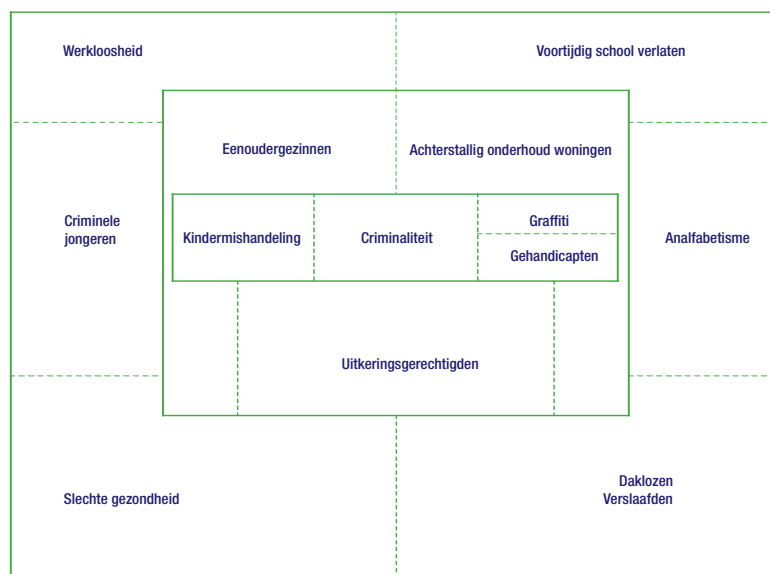 Werkloosheid
Voortijdig school verlaten
Eenoudergezinnen
Achterstallig onderhoud woningen
Criminele
jongeren
Kindermishandeling
Criminaliteit
Graffiti
Gehandicapten
Analfabetisme
Uitkeringsgerechtigden
Slechte gezondheid
Daklozen
Verslaafden